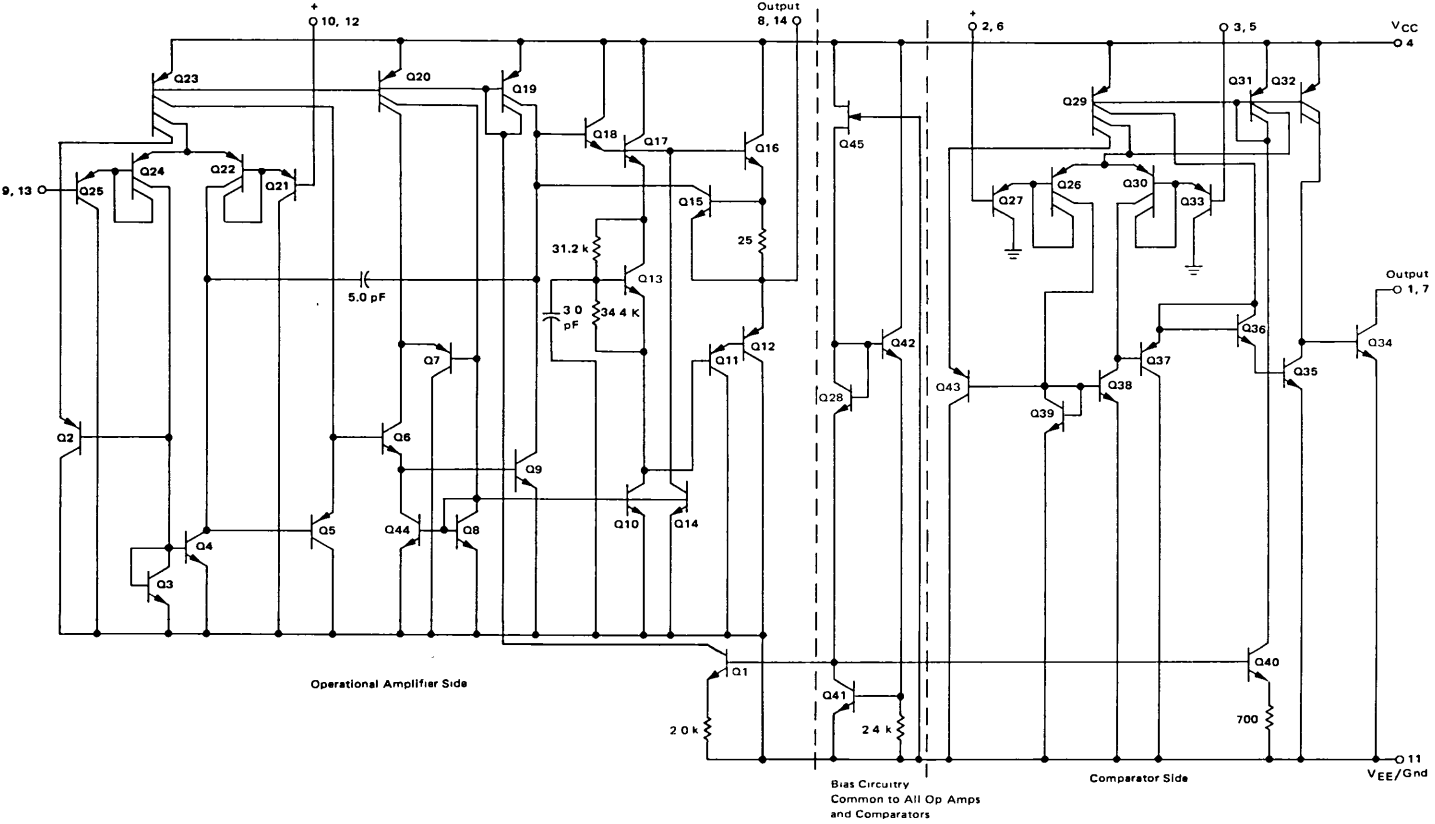 +
10, 12
Output
8, 14
+
2, 6
3, 5
VCC
4
Q23
Q20
Q19
Q18
Q17
Q16
Q45
Q29
Q31
Q32
9, 13
Q25
Q24
Q22
Q21
Q15
25
Q27
Q26
Q30
Q33
31.2 k
Q13
5.0 pF
3 0
pF
34 4 K
Output
1, 7
Q7
Q11
Q12
Q42
Q28
Q43
Q39
Q38
Q37
Q36
Q35
Q34
Q2
Q6
Q9
Q5
Q44
Q8
Q10
Q14
Q4
Q3
Q1
Q41
Q40
2 0 k
2 4 k
700
Operational Amplifier Side
Bias Circuitry
Common to All Op Amps
and Comparators
Comparator Side
11
VEE/Gnd